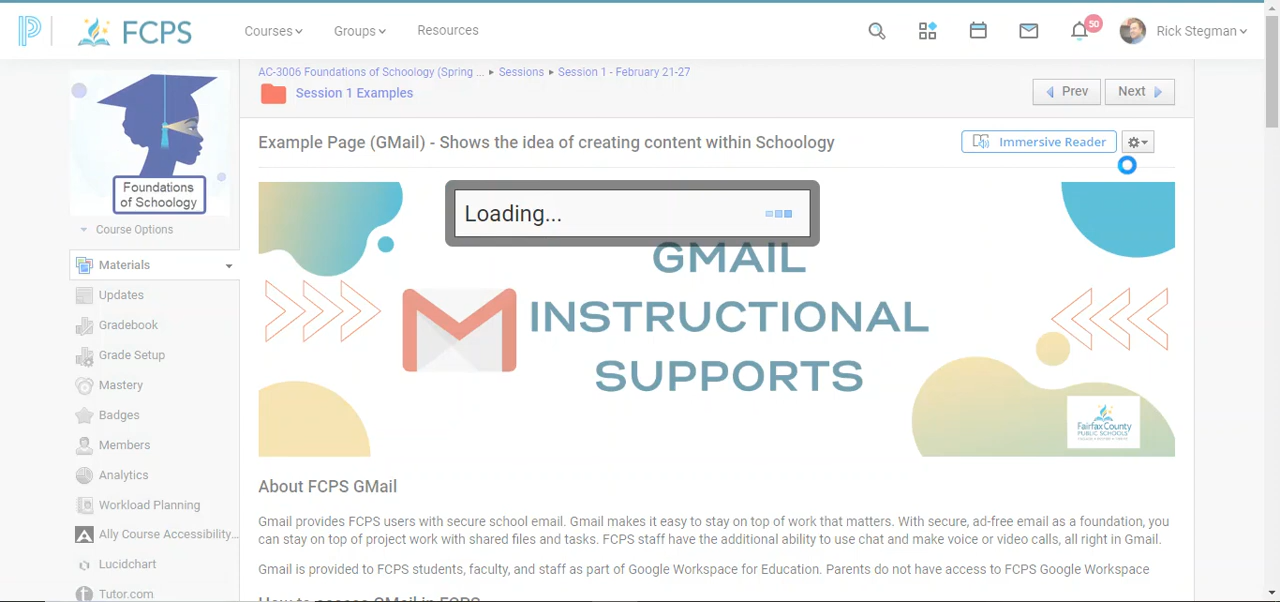 FCPS
Courses
Groups
Resources
50
Rick Stegman
AC-3006 Foundations of Schoology (Spring ... ▸ Sessions ▸ Session 1 - February 21-27
Session 1 Examples
Prev
Next
Example Page (GMail) - Shows the idea of creating content within Schoology
Immersive Reader
Loading...
GMAIL
INSTRUCTIONAL
SUPPORTS
Fairfax County
PUBLIC SCHOOLS
Foundations
of Schoology
Course Options
Materials
Updates
Gradebook
Grade Setup
Mastery
Badges
Members
Analytics
Workload Planning
Ally Course Accessibility...
Lucidchart
Tutor.com
About FCPS GMail
Gmail provides FCPS users with secure school email. Gmail makes it easy to stay on top of work that matters. With secure, ad-free email as a foundation, you
can stay on top of project work with shared files and tasks. FCPS staff have the additional ability to use chat and make voice or video calls, all right in Gmail.
Gmail is provided to FCPS students, faculty, and staff as part of Google Workspace for Education. Parents do not have access to FCPS Google Workspace
How to access GMail in FCPS